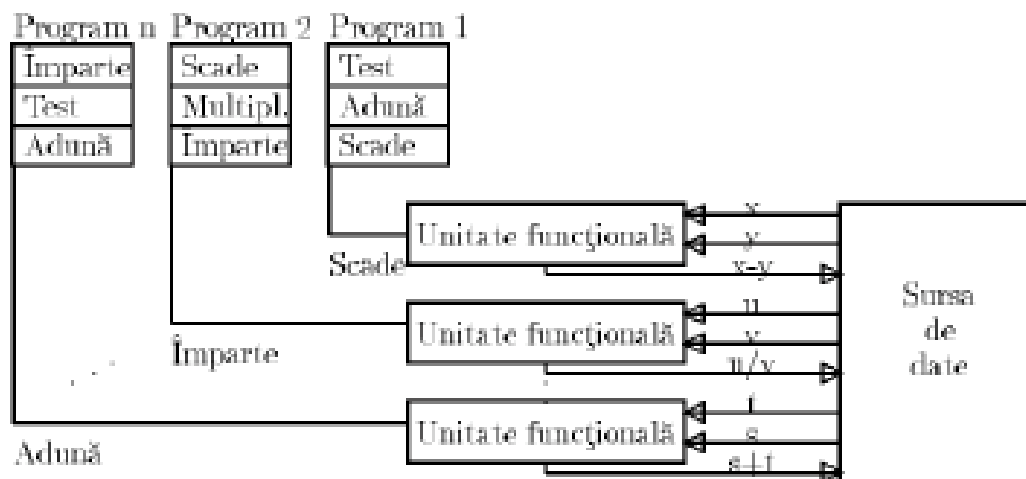 Program n Program 2 Program 1
Împarte Scade Test
Test Multipl. Adună
Adună Împarte Scade
x
Unitate funcţională
y
Scade
x-y
u
Unitate funcţională
v
Împarte
u/v
t
Unitate funcţională
s
Adună
s+t
Sursa
de
date